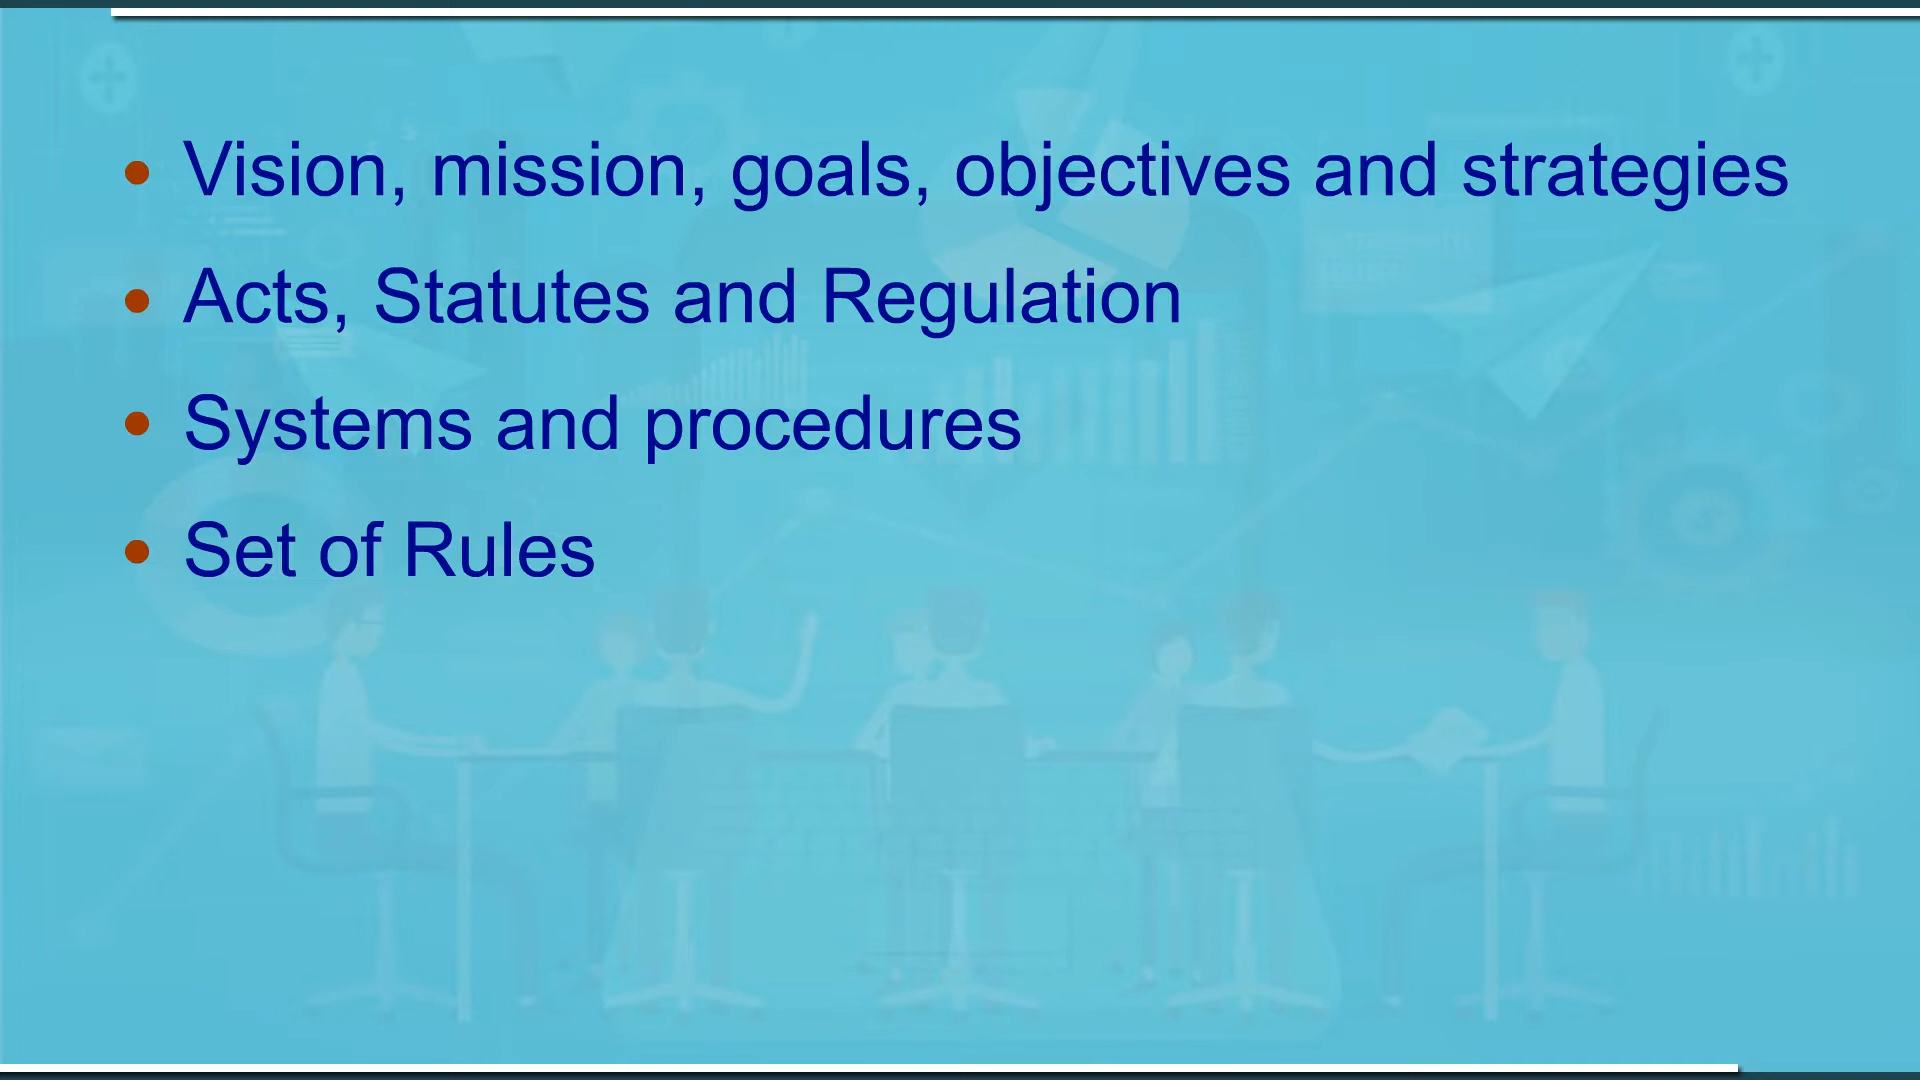 • Vision, mission, goals, objectives and strategies
• Acts, Statutes and Regulation
• Systems and procedures
• Set of Rules